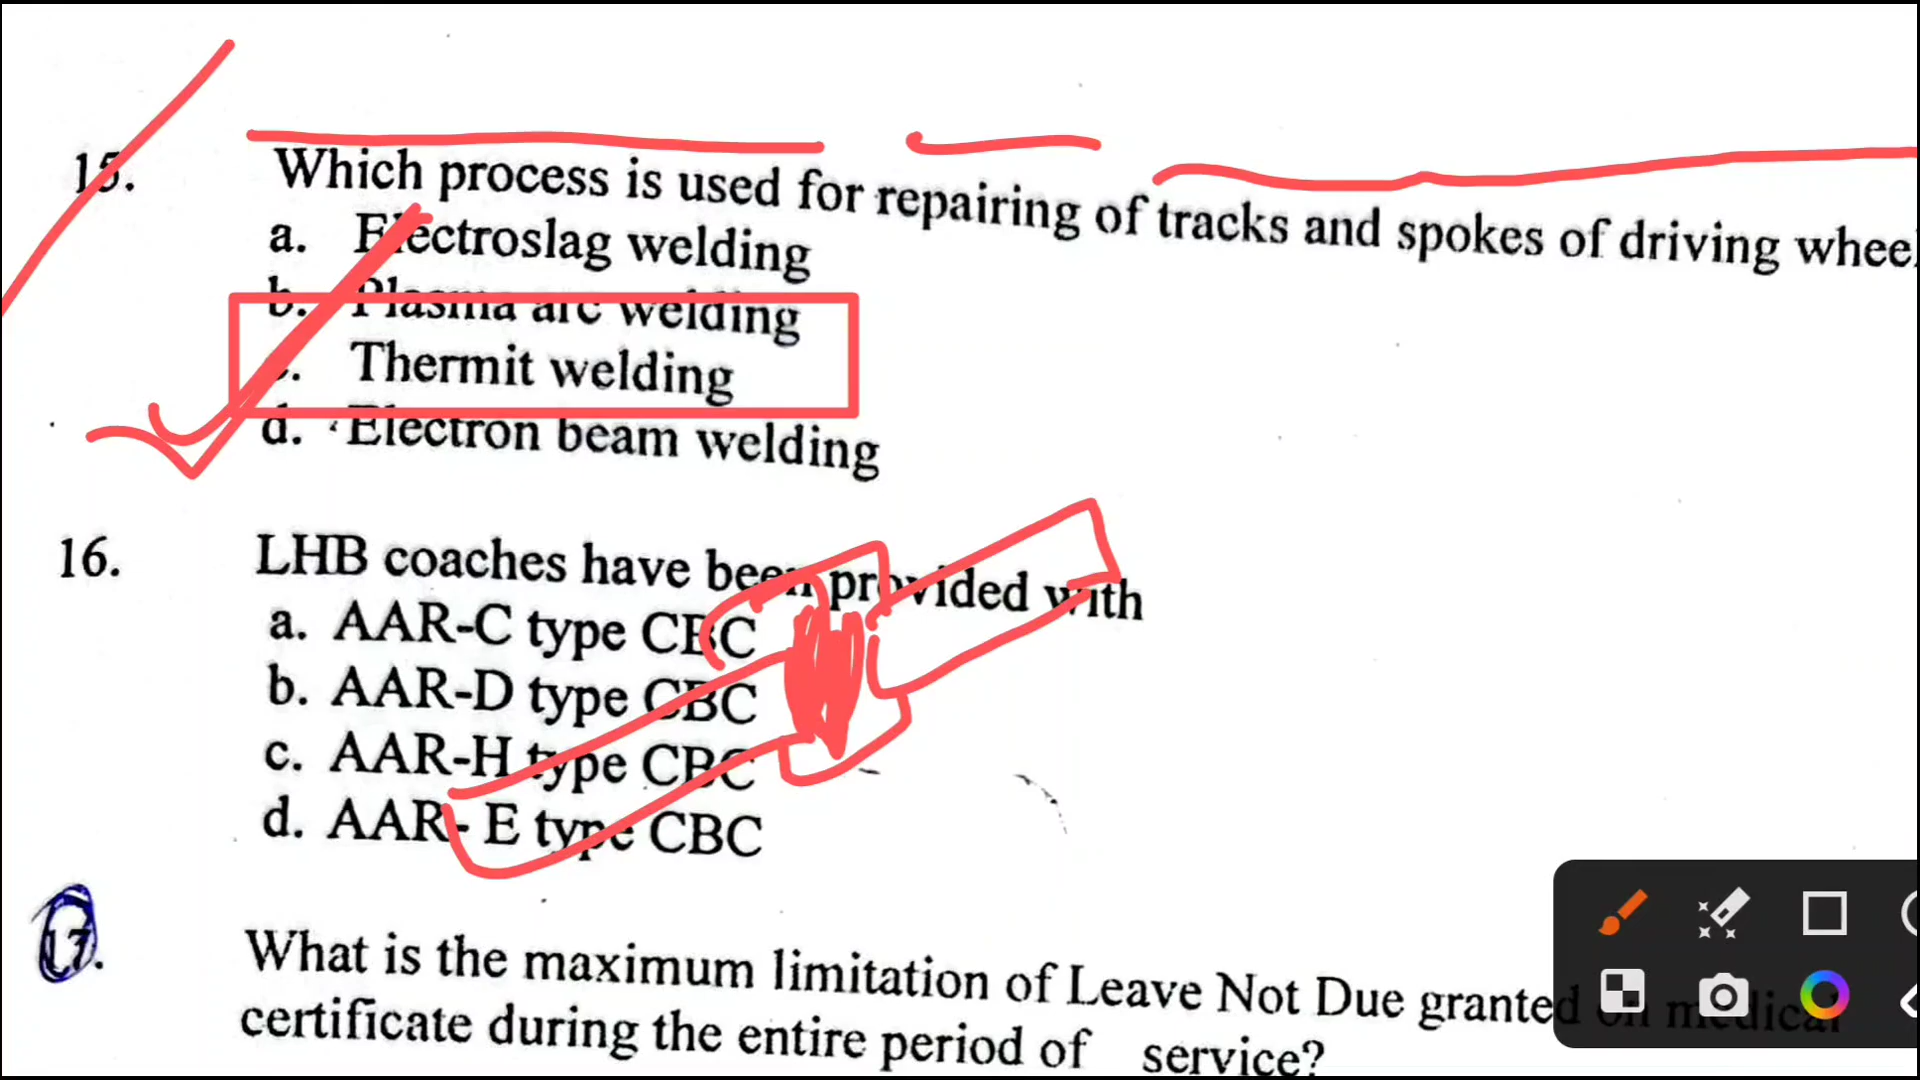 15. Which process is used for repairing of tracks and spokes of driving wheel
a. Electroslag welding
b. Plasma arc welding
c. Thermit welding
d. Electron beam welding
16. LHB coaches have been provided with
a. AAR-C type CBC
b. AAR-D type CBC
c. AAR-H type CBC
d. AAR- E type CBC
17. What is the maximum limitation of Leave Not Due granted on medical
certificate during the entire period of service?